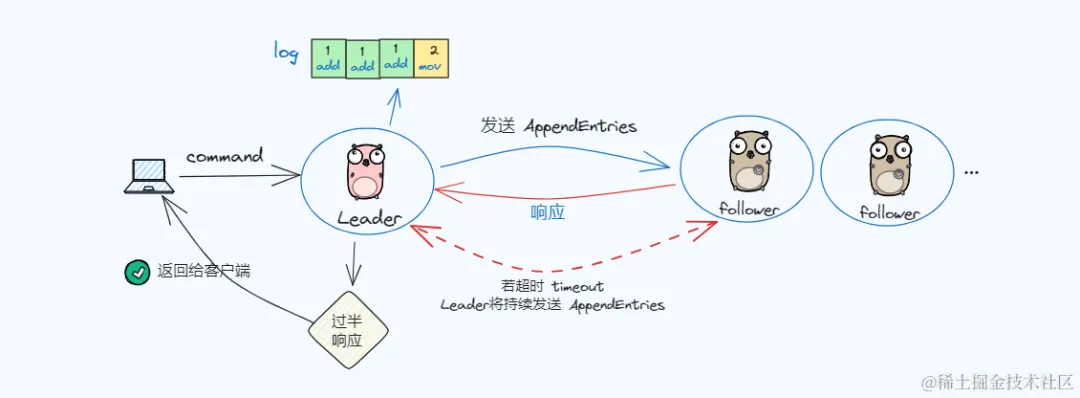 log
1 1 1 2
add add add mov
发送 AppendEntries
command
Leader
响应
follower
follower
...
返回给客户端
若超时 timeout
Leader将持续发送 AppendEntries
过半
响应
@稀土掘金技术社区